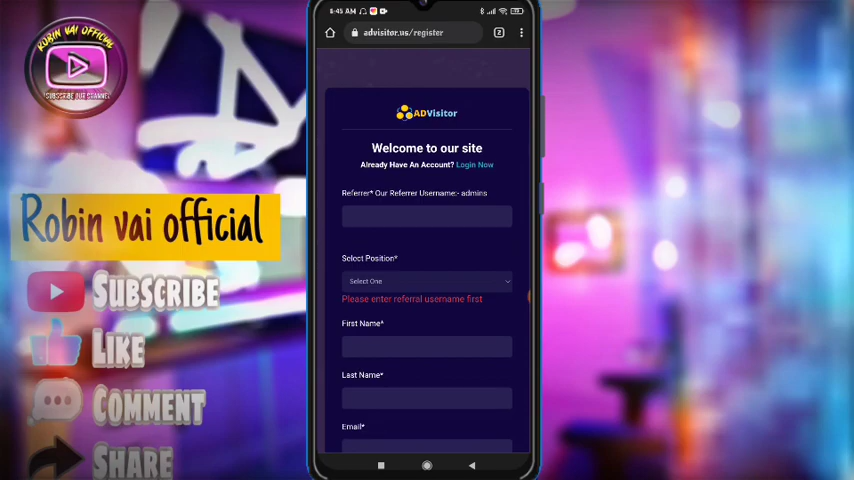 ROBIN VAI OFFICIAL
SUBSCRIBE OUR CHANNEL
Robin vai official
SUBSCRIBE
LIKE
COMMENT
SHARE
8:45 AM
advisitor.us/register
2
ADVisitor
Welcome to our site
Already Have An Account? Login Now
Referrer* Our Referrer Username:- admins
Select Position*
Select One
Please enter referral username first
First Name*
Last Name*
Email*